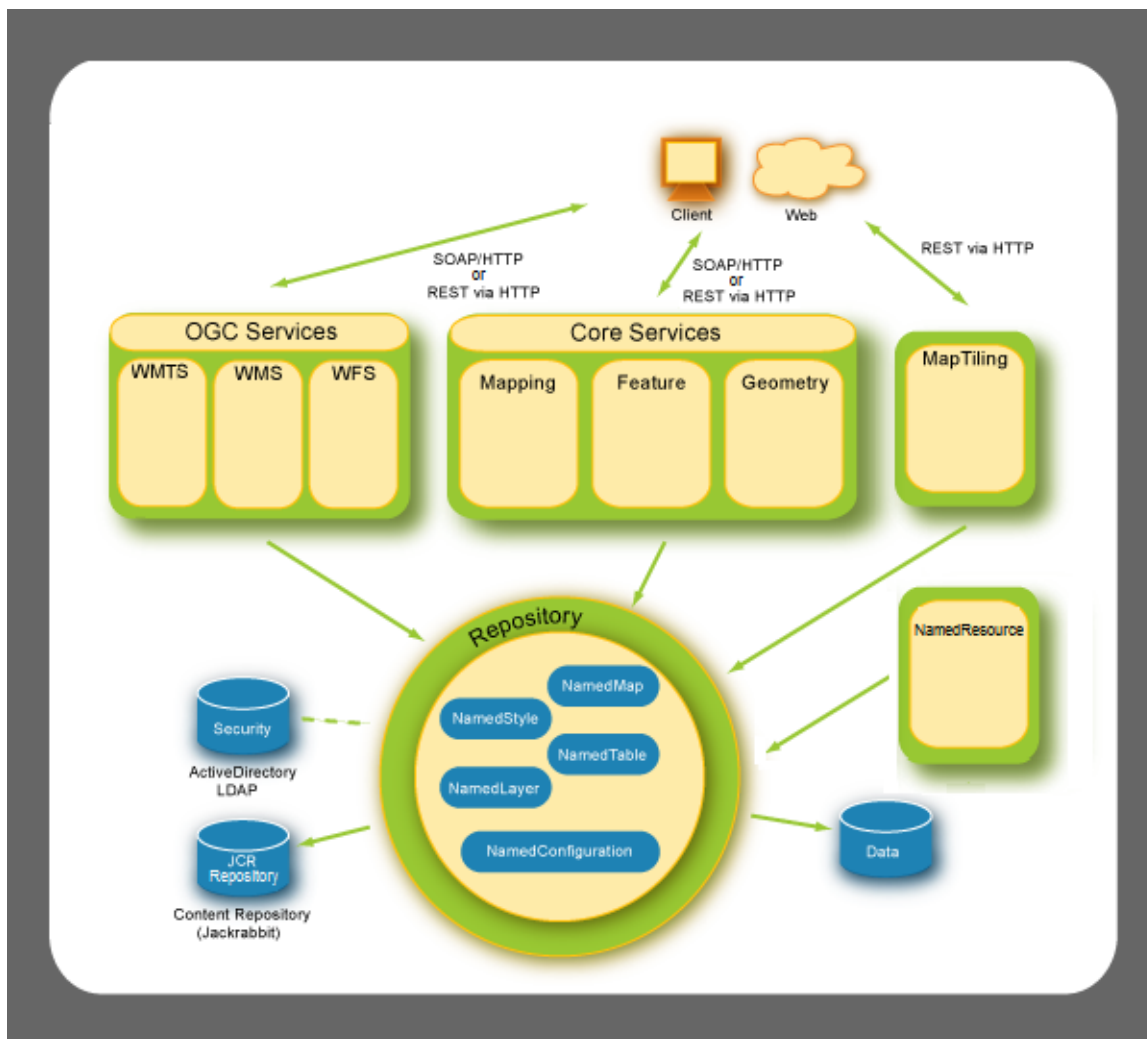 Client
Web
SOAP/HTTP
or
REST via HTTP
SOAP/HTTP
or
REST via HTTP
REST via HTTP
OGC Services
WMTS
WMS
WFS
Core Services
Mapping
Feature
Geometry
MapTiling
NamedResource
Repository
NamedMap
NamedStyle
NamedTable
NamedLayer
NamedConfiguration
Security
ActiveDirectory
LDAP
JCR
Repository
Content Repository
(Jackrabbit)
Data